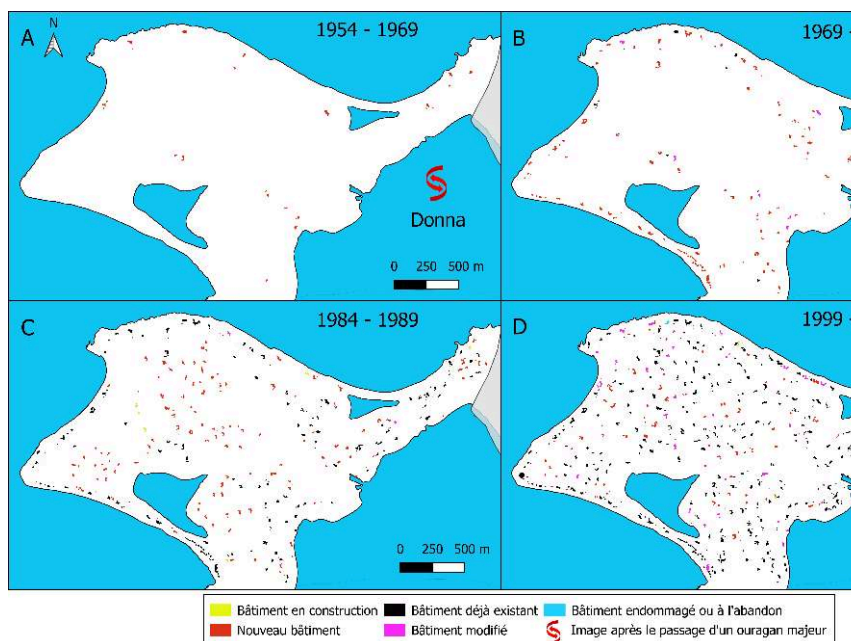 A
N
1954 - 1969
Donna
0 250 500 m
B
1969 -
C
1984 - 1989
0 250 500 m
D
1999 -
Bâtiment en construction
Bâtiment déjà existant
Bâtiment endommagé ou à l'abandon
Nouveau bâtiment
Bâtiment modifié
Image après le passage d'un ouragan majeur